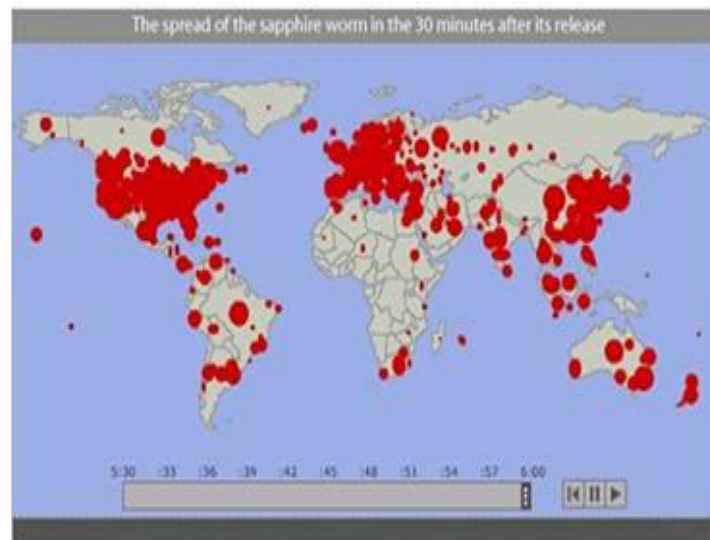 The spread of the sapphire worm in the 30 minutes after its release
5:30 :33 :36 :39 :42 :45 :48 :51 :54 :57 6:00